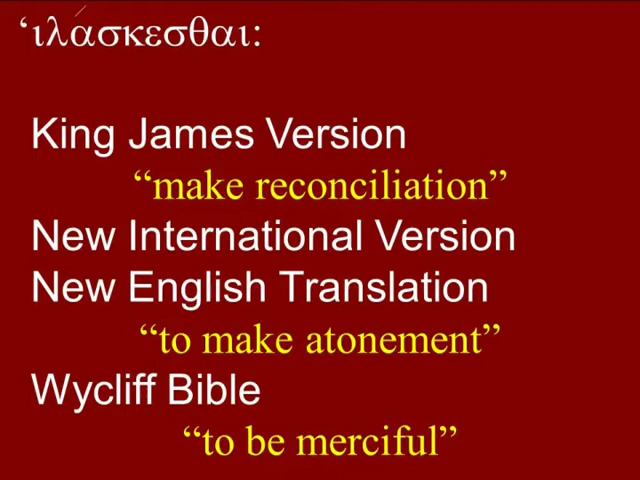 ‘ιλάσκεσθαι:
King James Version
“make reconciliation”
New International Version
New English Translation
“to make atonement”
Wycliff Bible
“to be merciful”